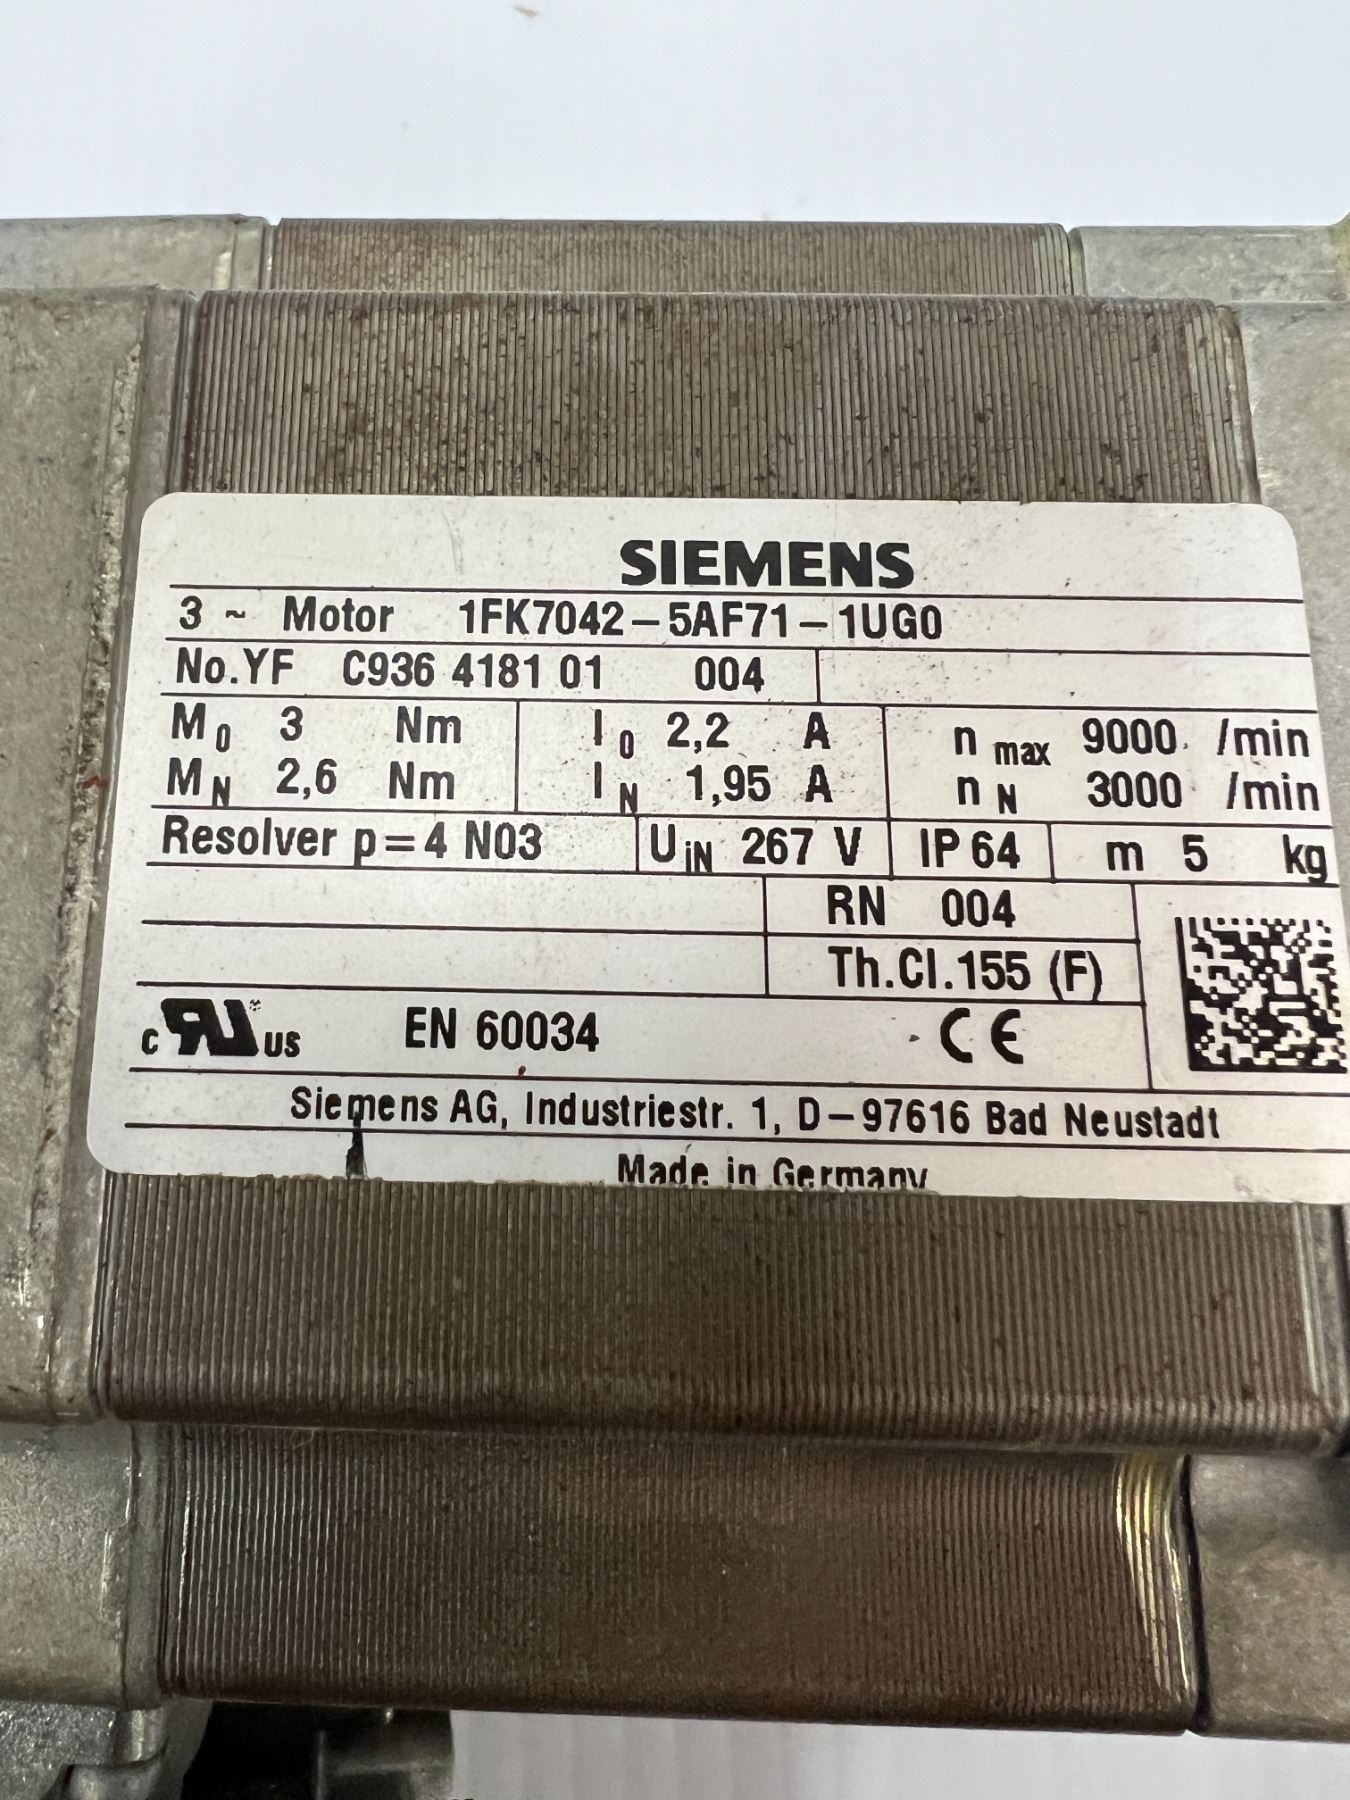 SIEMENS
3 ~ Motor 1FK7042-5AF71-1UG0
No.YF C936 4181 01 004
M0 3 Nm I0 2,2 A n max 9000 /min
MN 2,6 Nm IN 1,95 A n N 3000 /min
Resolver p=4 N03 UiN 267 V IP 64 m 5 kg
RN 004
Th.Cl.155 (F)
c RU us EN 60034 CE
Siemens AG, Industriestr. 1, D-97616 Bad Neustadt
Made in Germany